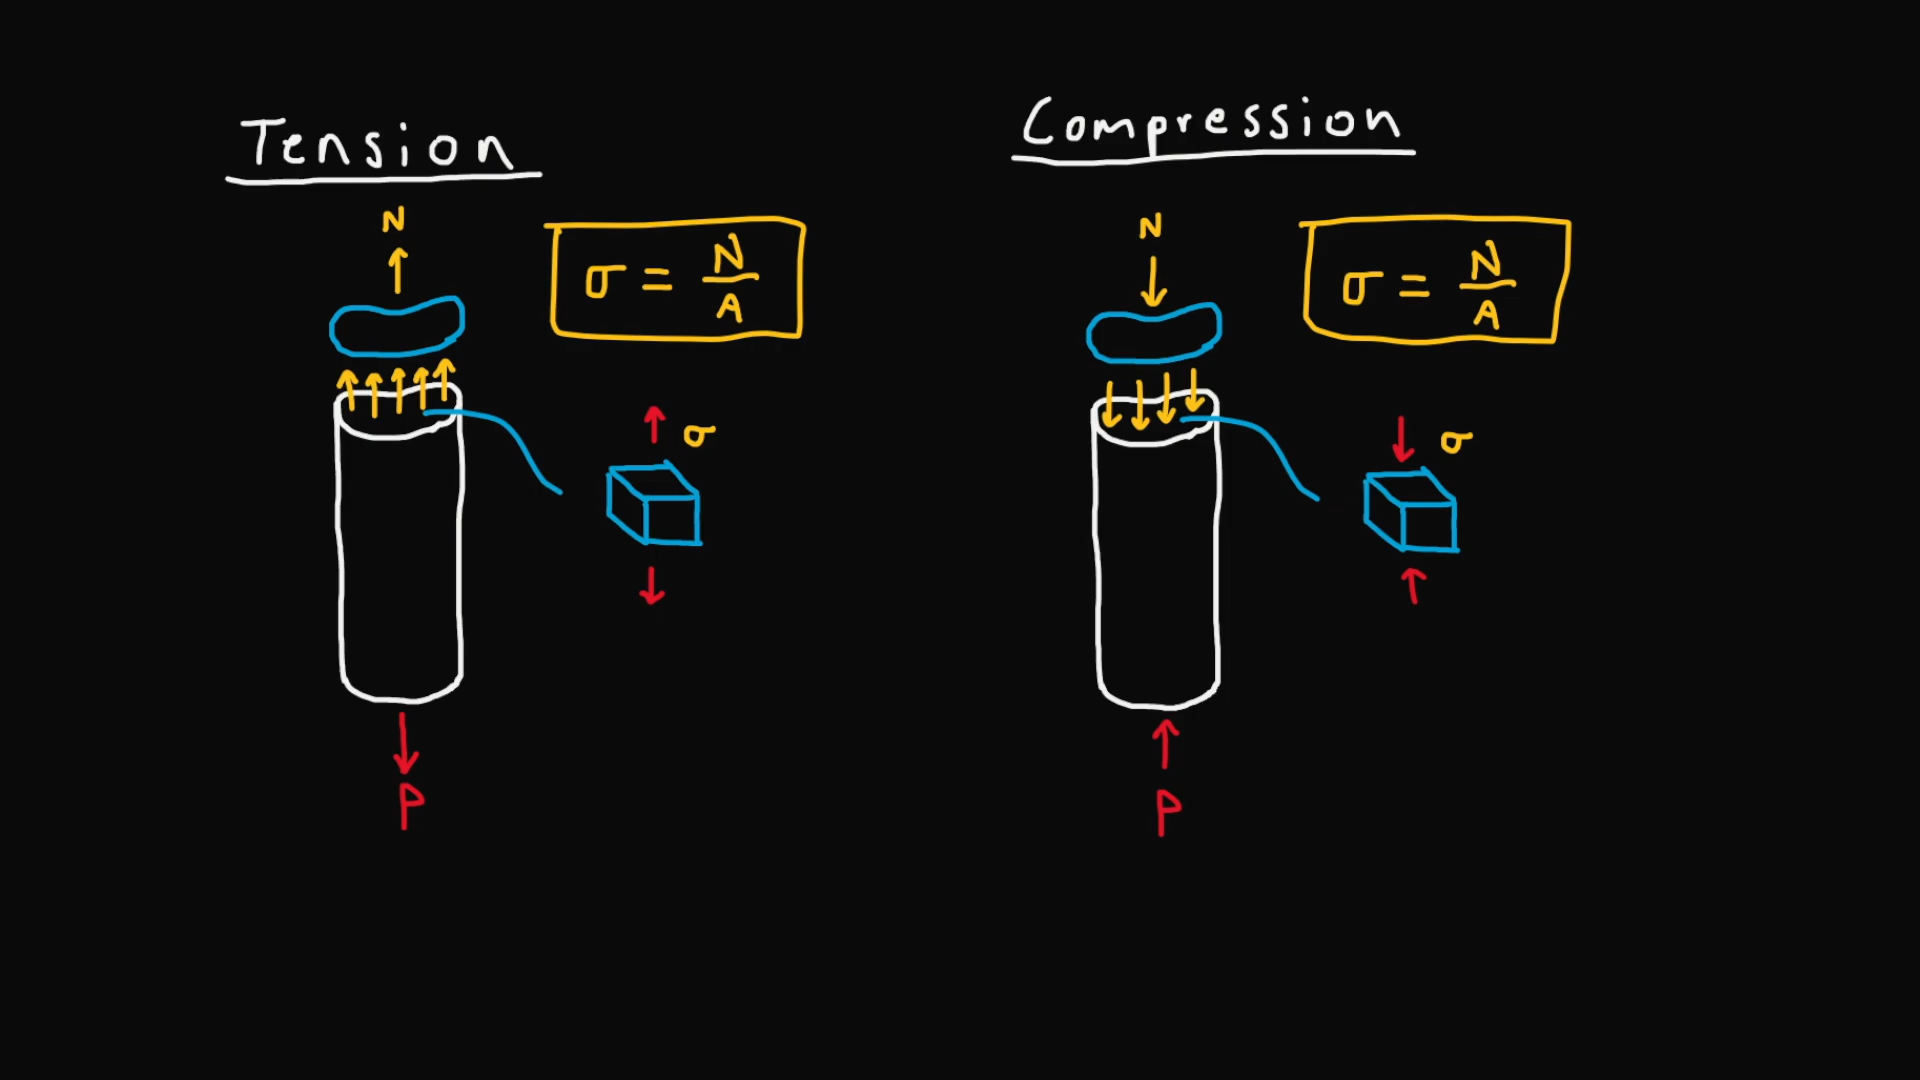 Tension
N
σ = N/A
σ
P
Compression
N
σ = N/A
σ
P